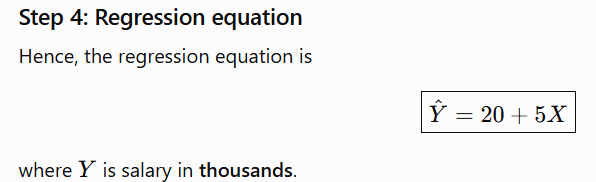 Step 4: Regression equation
Hence, the regression equation is
Ŷ = 20 + 5X
where Y is salary in thousands.